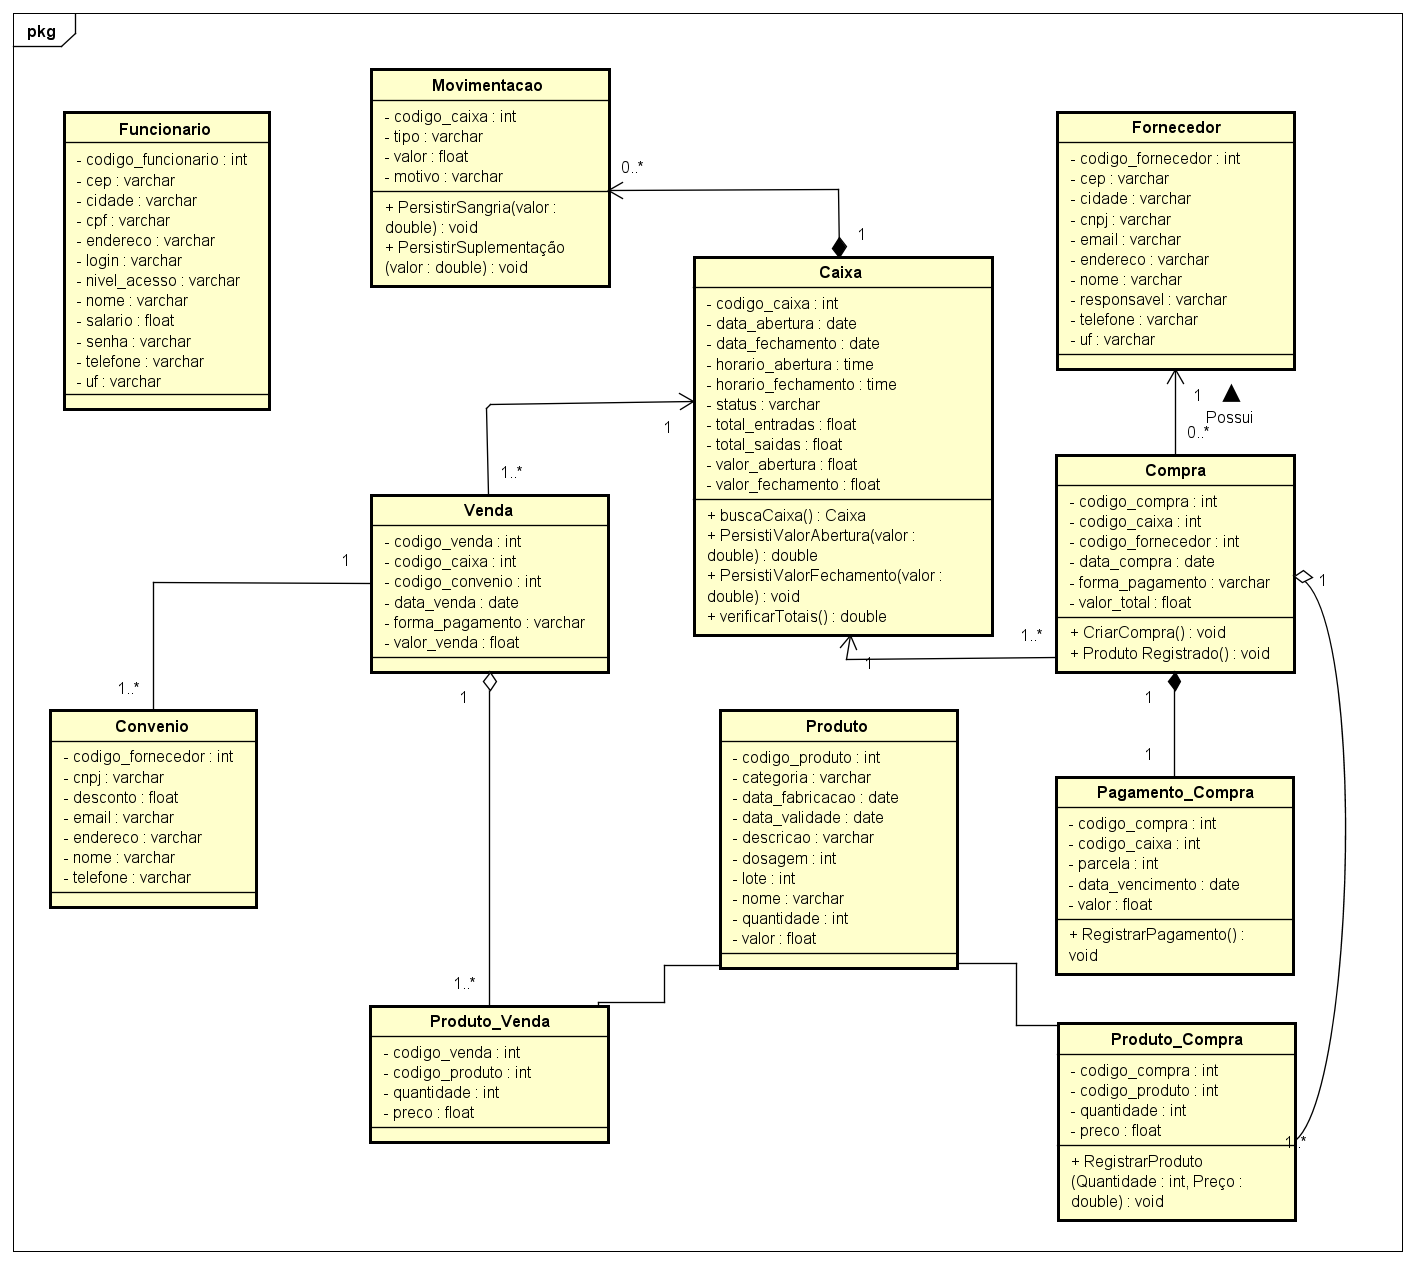 pkg
Movimentacao
- codigo_caixa : int
- tipo : varchar
- valor : float
- motivo : varchar
+ PersistirSangria(valor :
double) : void
+ PersistirSuplementação
(valor : double) : void
Funcionario
- codigo_funcionario : int
- cep : varchar
- cidade : varchar
- cpf : varchar
- endereco : varchar
- login : varchar
- nivel_acesso : varchar
- nome : varchar
- salario : float
- senha : varchar
- telefone : varchar
- uf : varchar
Fornecedor
- codigo_fornecedor : int
- cep : varchar
- cidade : varchar
- cnpj : varchar
- email : varchar
- endereco : varchar
- nome : varchar
- responsavel : varchar
- telefone : varchar
- uf : varchar
0..*
1
Caixa
- codigo_caixa : int
- data_abertura : date
- data_fechamento : date
- horario_abertura : time
- horario_fechamento : time
- status : varchar
- total_entradas : float
- total_saidas : float
- valor_abertura : float
- valor_fechamento : float
+ buscaCaixa() : Caixa
+ PersistiValorAbertura(valor :
double) : double
+ PersistiValorFechamento(valor :
double) : void
+ verificarTotais() : double
1
Possui
0..*
1
1..*
Venda
- codigo_venda : int
- codigo_caixa : int
- codigo_convenio : int
- data_venda : date
- forma_pagamento : varchar
- valor_venda : float
Compra
- codigo_compra : int
- codigo_caixa : int
- codigo_fornecedor : int
- data_compra : date
- forma_pagamento : varchar
- valor_total : float
+ CriarCompra() : void
+ Produto Registrado() : void
1
1
1..*
1
1..*
1
1
1
Convenio
- codigo_fornecedor : int
- cnpj : varchar
- desconto : float
- email : varchar
- endereco : varchar
- nome : varchar
- telefone : varchar
Produto
- codigo_produto : int
- categoria : varchar
- data_fabricacao : date
- data_validade : date
- descricao : varchar
- dosagem : int
- lote : int
- nome : varchar
- quantidade : int
- valor : float
Pagamento_Compra
- codigo_compra : int
- codigo_caixa : int
- parcela : int
- data_vencimento : date
- valor : float
+ RegistrarPagamento() :
void
1..*
Produto_Venda
- codigo_venda : int
- codigo_produto : int
- quantidade : int
- preco : float
Produto_Compra
- codigo_compra : int
- codigo_produto : int
- quantidade : int
- preco : float
+ RegistrarProduto
(Quantidade : int, Preço :
double) : void
1..*